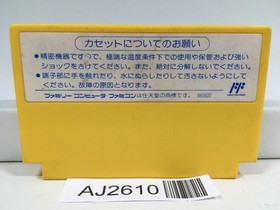 カセットについてのお願い
●精密機器ですので、極端な温度条件下での使用や保管および強い
ショックをさけてください。また、絶対に分解しないでください。
●端子部に手を触れたり、水にぬらしたりして汚さないようにして
ください。故障の原因となります。
ファミリーコンピュータ ファミコンは任天堂の商標です。
AJ2610